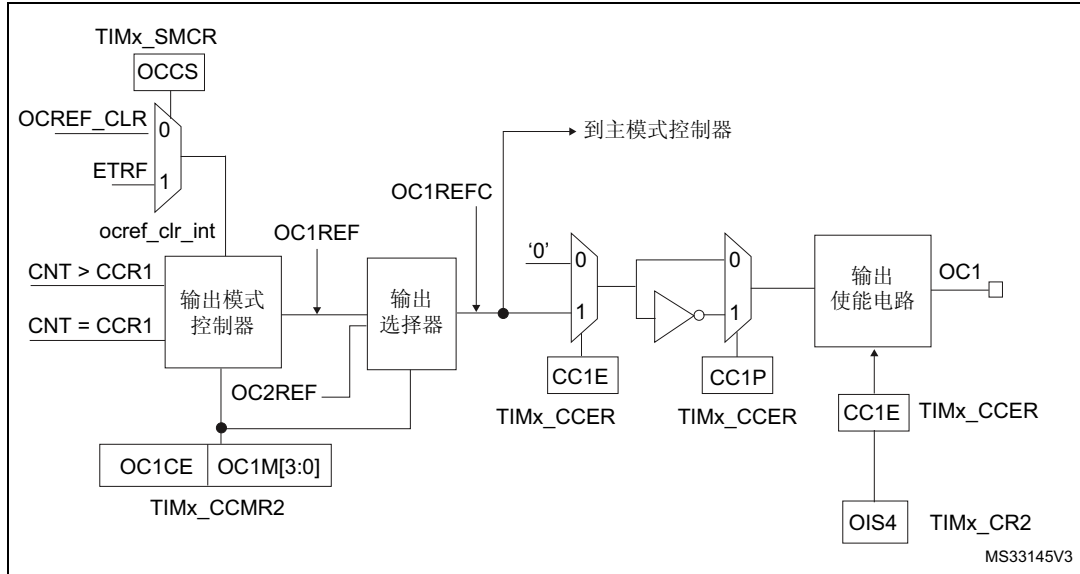 TIMx_SMCR
OCCS
OCREF_CLR
0
ETRF
1
ocref_clr_int
到主模式控制器
OC1REFC
OC1REF
CNT > CCR1
CNT = CCR1
输出模式
控制器
输出
选择器
OC2REF
‘0’
0
1
CC1E
TIMx_CCER
0
1
CC1P
TIMx_CCER
输出
使能电路
OC1
CC1E
TIMx_CCER
OC1CE
OC1M[3:0]
TIMx_CCMR2
OIS4
TIMx_CR2
MS33145V3